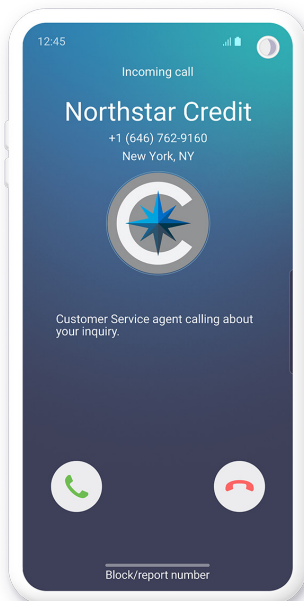 12:45
Incoming call
Northstar Credit
+1 (646) 762-9160
New York, NY
C
Customer Service agent calling about
your inquiry.
Block/report number